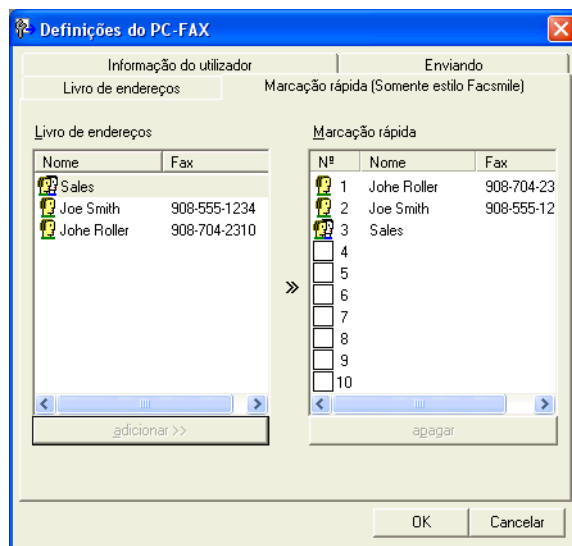 Definições do PC-FAX
Informação do utilizador Enviando
Livro de endereços Marcação rápida (Somente estilo Facsmile)
Livro de endereços Marcação rápida
Nome Fax Nº Nome Fax
Sales 1 Johe Roller 908-704-23
Joe Smith 908-555-1234 2 Joe Smith 908-555-12
Johe Roller 908-704-2310 3 Sales
4
5
6
7
8
9
10
adicionar >> apagar
OK Cancelar